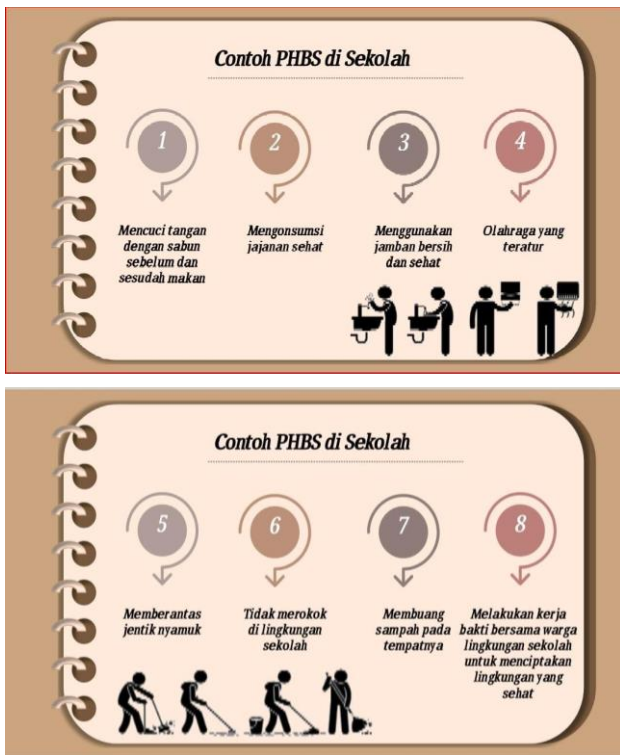 Contoh PHBS di Sekolah
1
Mencuci tangan
dengan sabun
sebelum dan
sesudah makan
2
Mengonsumsi
jajanan sehat
3
Menggunakan
jamban bersih
dan sehat
4
Olahraga yang
teratur
Contoh PHBS di Sekolah
5
Memberantas
jentik nyamuk
6
Tidak merokok
di lingkungan
sekolah
7
Membuang
sampah pada
tempatnya
8
Melakukan kerja
bakti bersama warga
lingkungan sekolah
untuk menciptakan
lingkungan yang
sehat